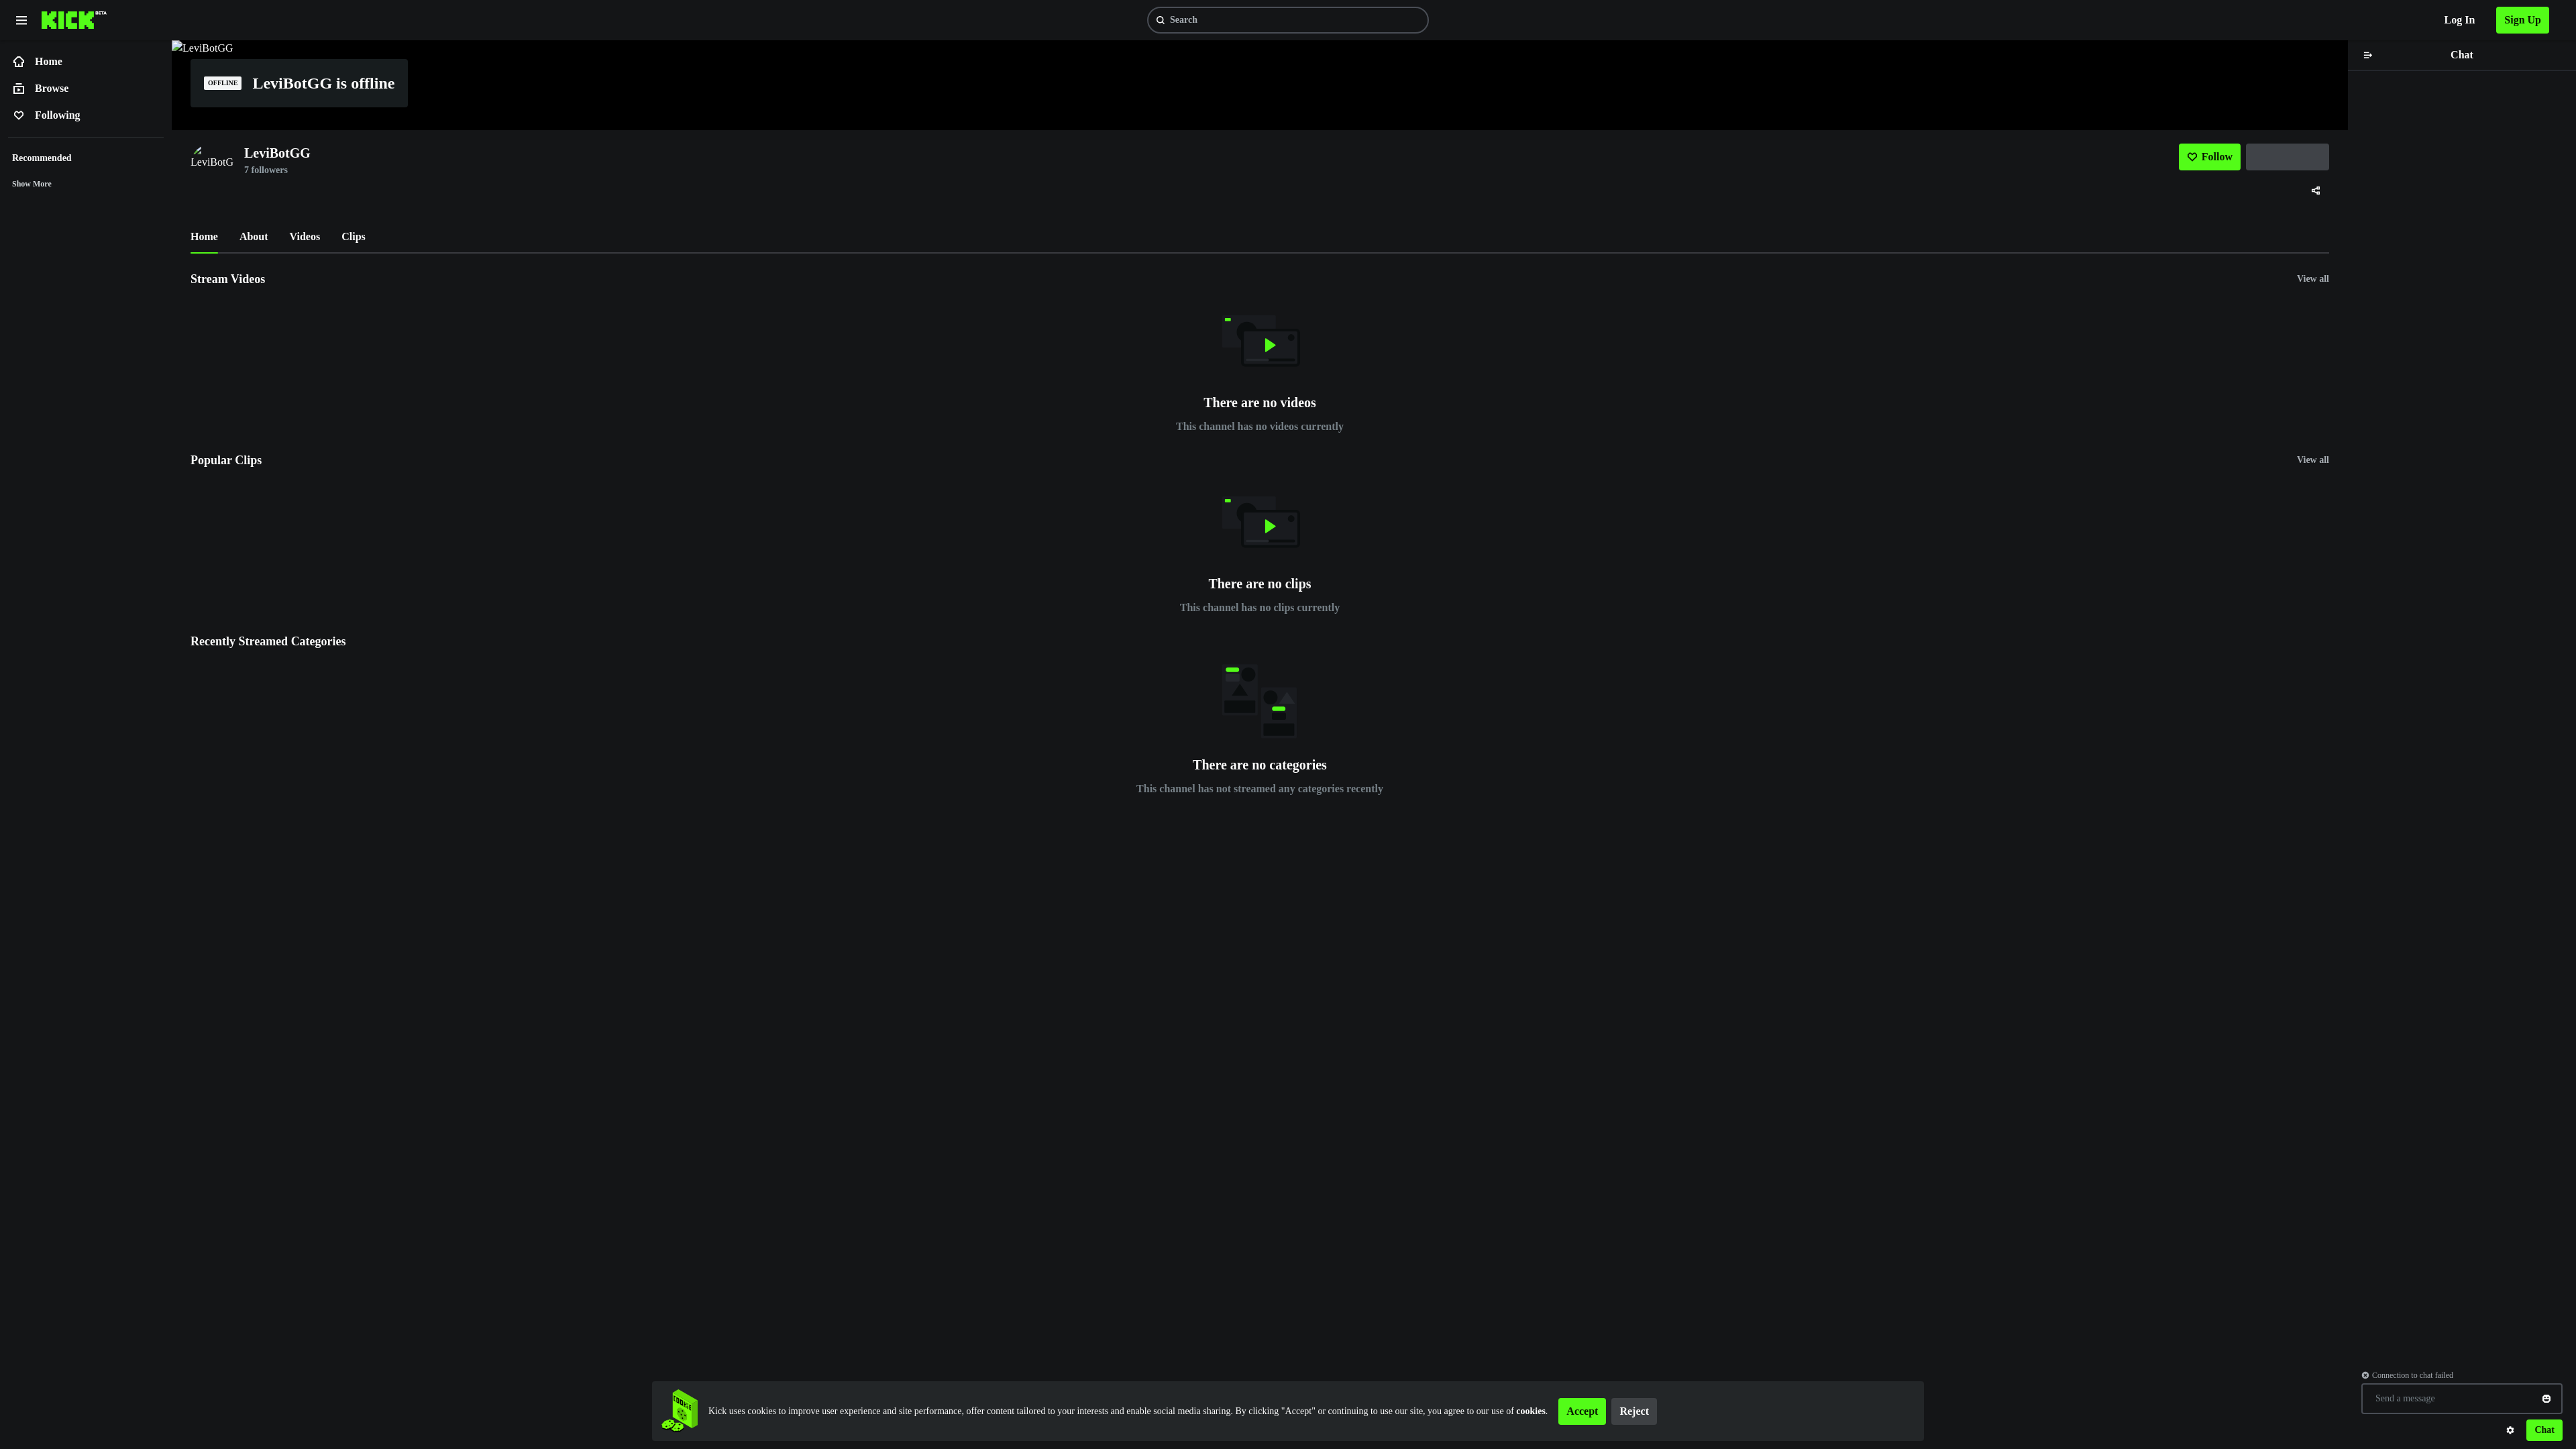 KICK BETA
Search
Log In
Sign Up
Home
Browse
Following
Recommended
Show More
LeviBotGG
OFFLINE
LeviBotGG is offline
LeviBotG
LeviBotGG
7 followers
Follow
Home
About
Videos
Clips
Stream Videos
View all
There are no videos
This channel has no videos currently
Popular Clips
View all
There are no clips
This channel has no clips currently
Recently Streamed Categories
There are no categories
This channel has not streamed any categories recently
Chat
Connection to chat failed
Send a message
Chat
COOKIE
Kick uses cookies to improve user experience and site performance, offer content tailored to your interests and enable social media sharing. By clicking "Accept" or continuing to use our site, you agree to our use of cookies.
Accept
Reject